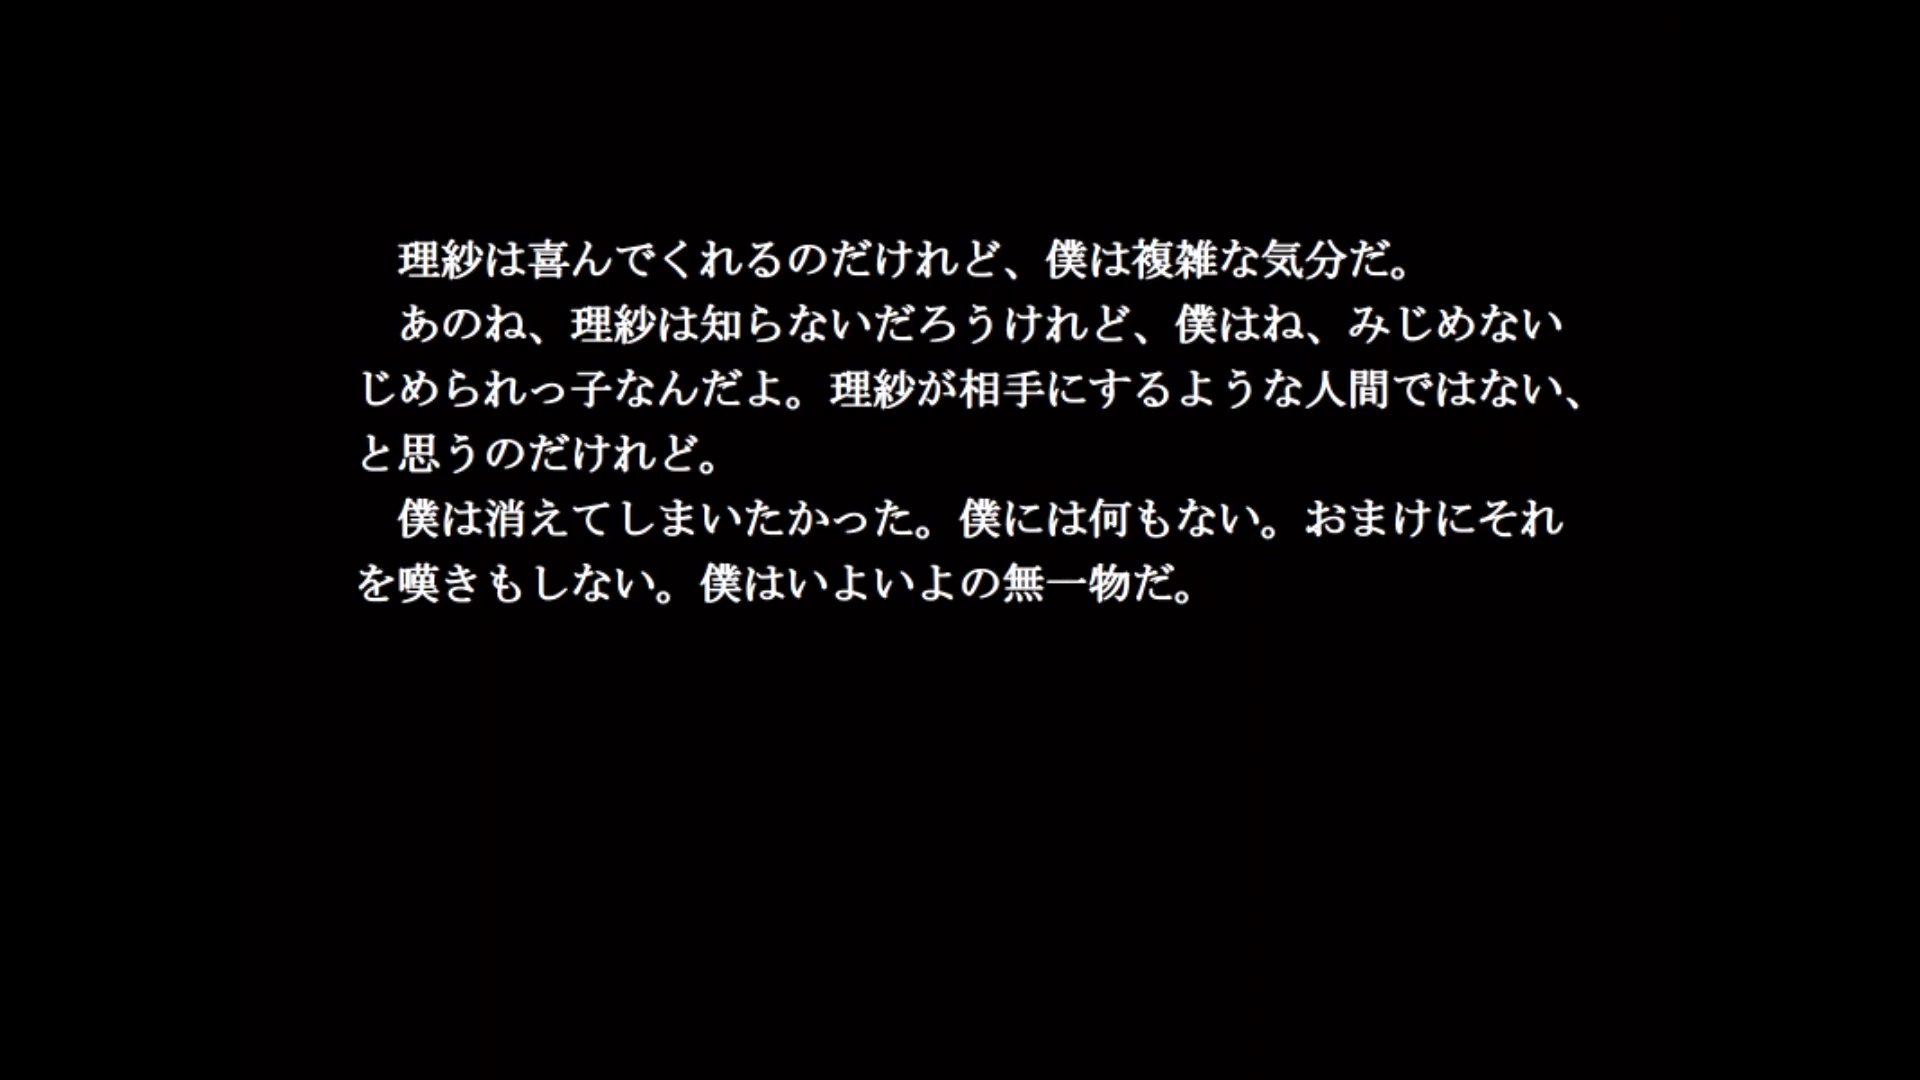 理紗は喜んでくれるのだけれど、僕は複雑な気分だ。
あのね、理紗は知らないだろうけれど、僕はね、みじめない
じめられっ子なんだよ。理紗が相手にするような人間ではない、
と思うのだけれど。
僕は消えてしまいたかった。僕には何もない。おまけにそれ
を嘆きもしない。僕はいよいよの無一物だ。